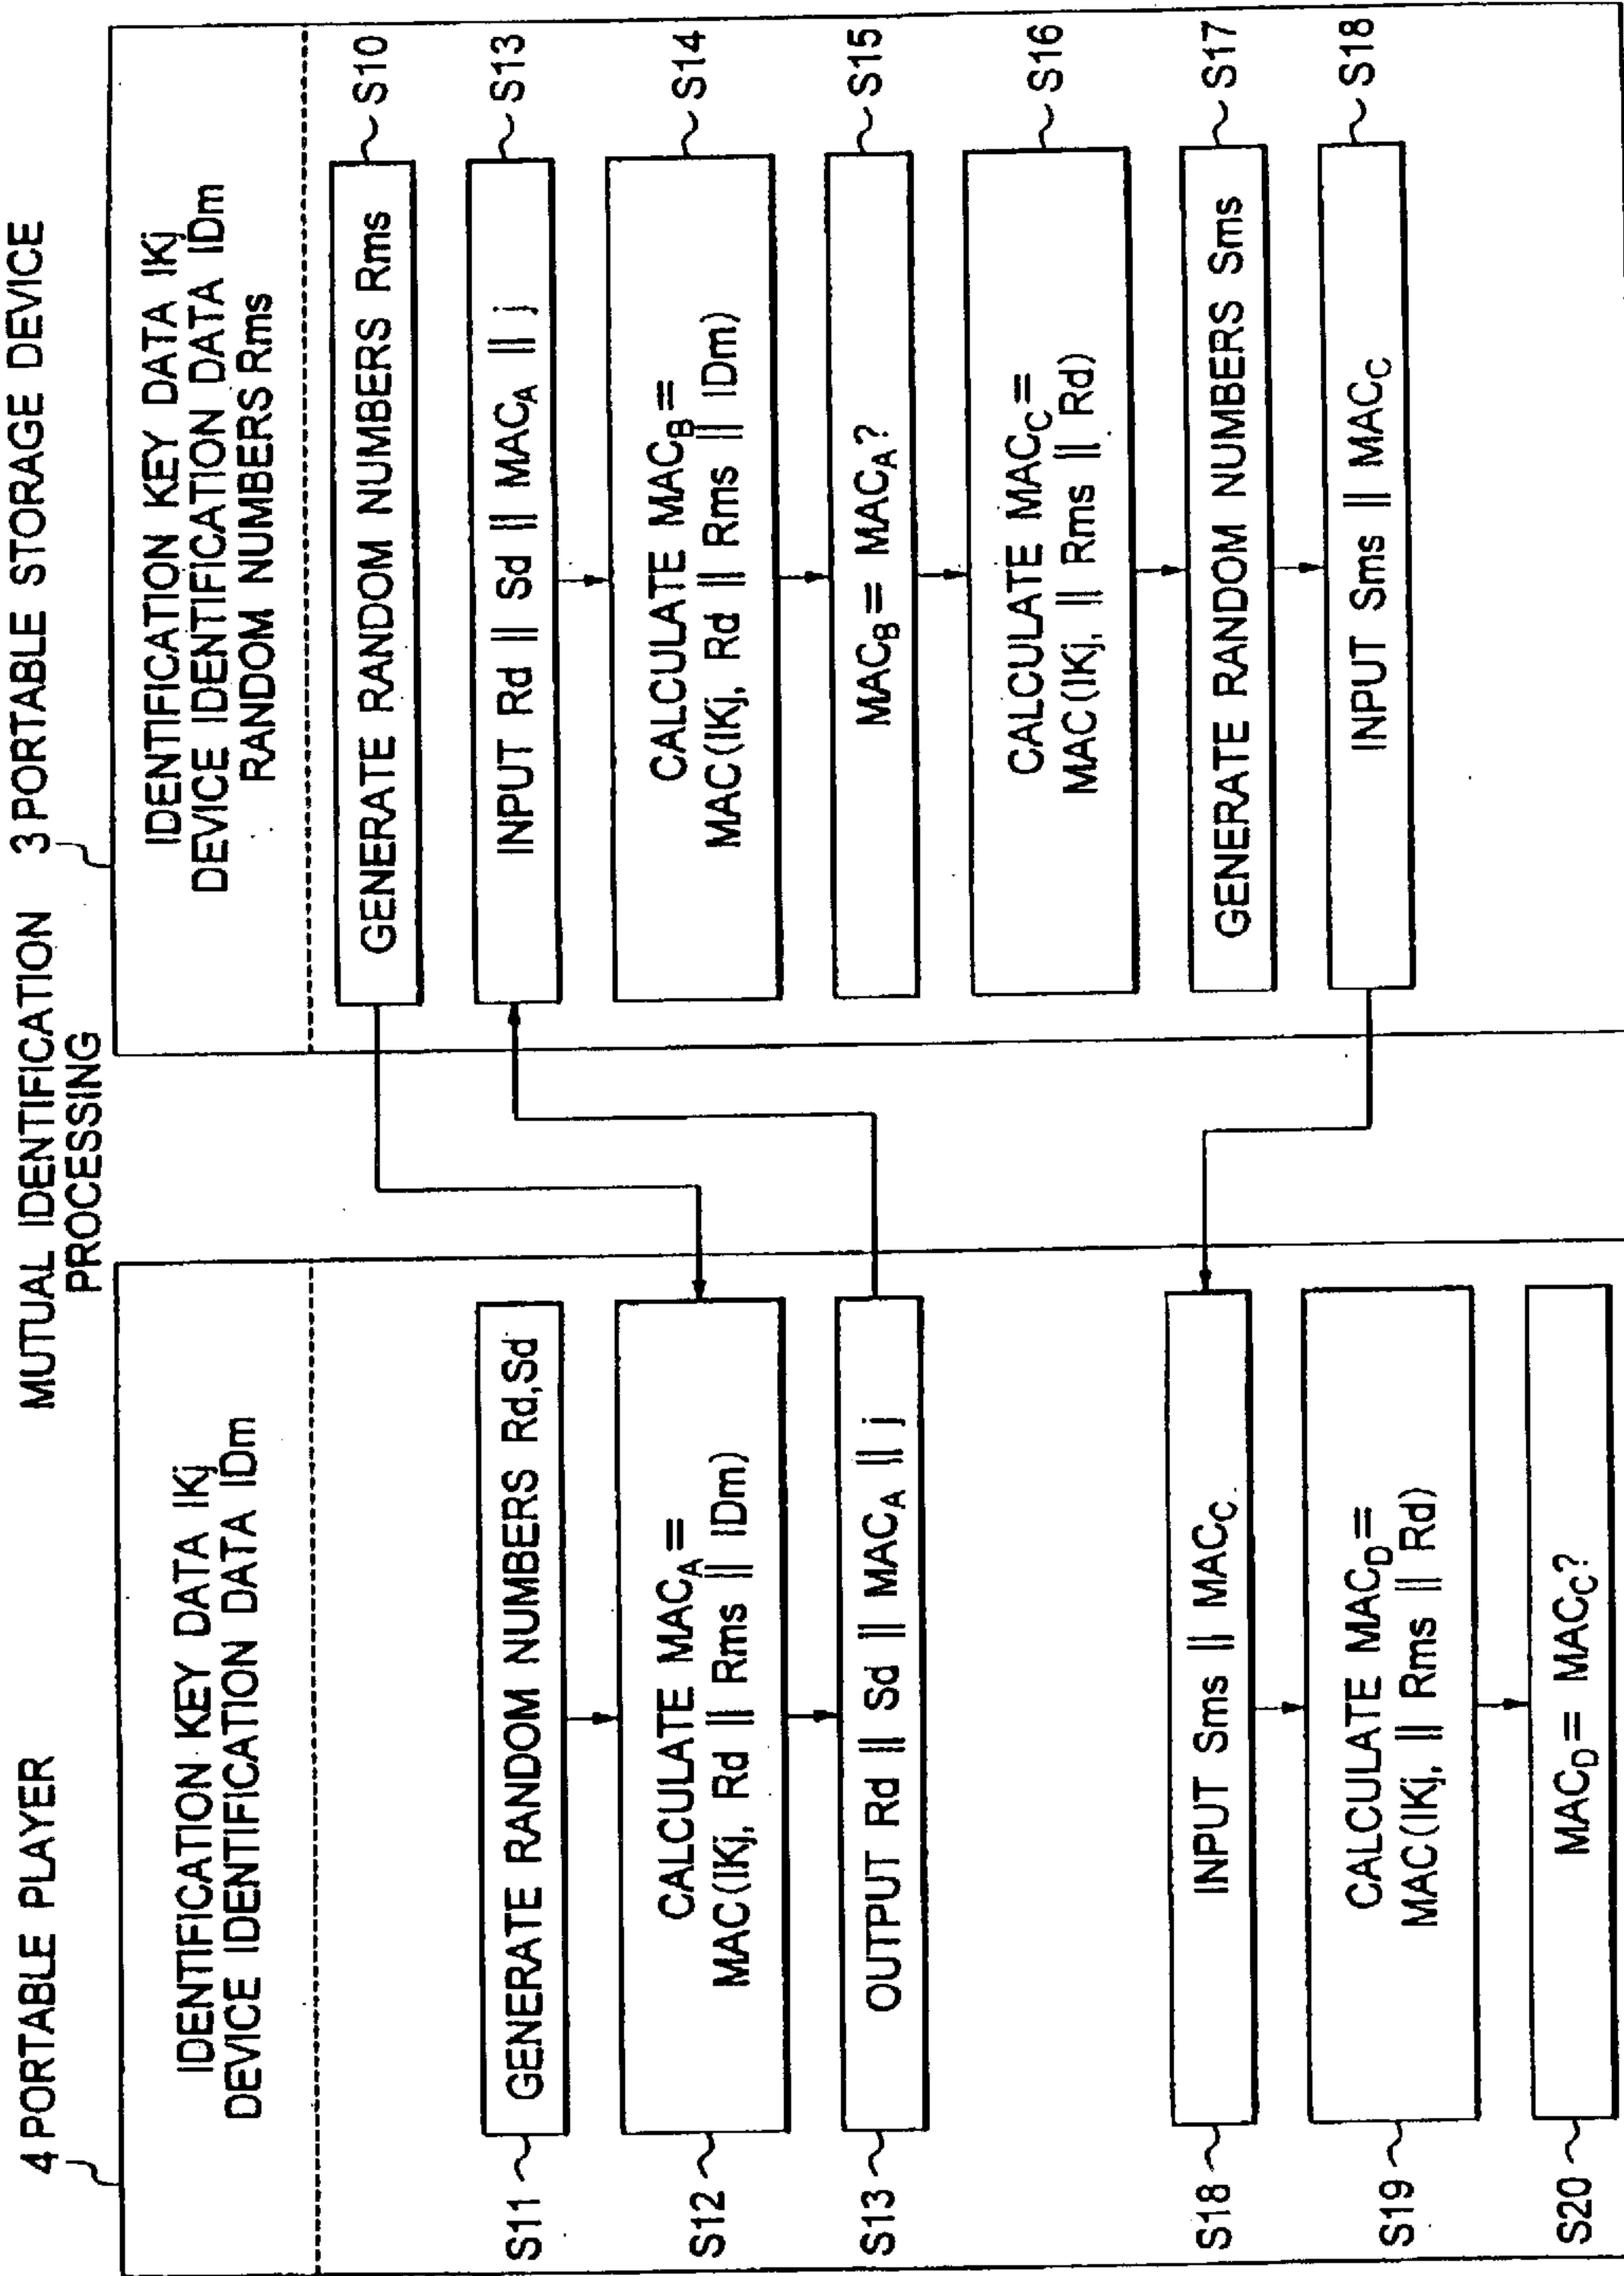 MUTUAL IDENTIFICATION
PROCESSING
4 PORTABLE PLAYER
IDENTIFICATION KEY DATA IKj
DEVICE IDENTIFICATION DATA IDm
S11
GENERATE RANDOM NUMBERS Rd,Sd
S12
CALCULATE MACA=
MAC(IKj, Rd || Rms || IDm)
S13
OUTPUT Rd || Sd || MACA || j
S18
INPUT Sms || MACC
S19
CALCULATE MACD=
MAC(IKj, || Rms || Rd)
S20
MACD= MACC?
3 PORTABLE STORAGE DEVICE
IDENTIFICATION KEY DATA IKj
DEVICE IDENTIFICATION DATA IDm
RANDOM NUMBERS Rms
GENERATE RANDOM NUMBERS Rms
S10
INPUT Rd || Sd || MACA || j
S13
CALCULATE MACB=
MAC(IKj, Rd || Rms || IDm)
S14
MACB= MACA?
S15
CALCULATE MACC=
MAC(IKj, || Rms || Rd)
S16
GENERATE RANDOM NUMBERS Sms
S17
INPUT Sms || MACC
S18